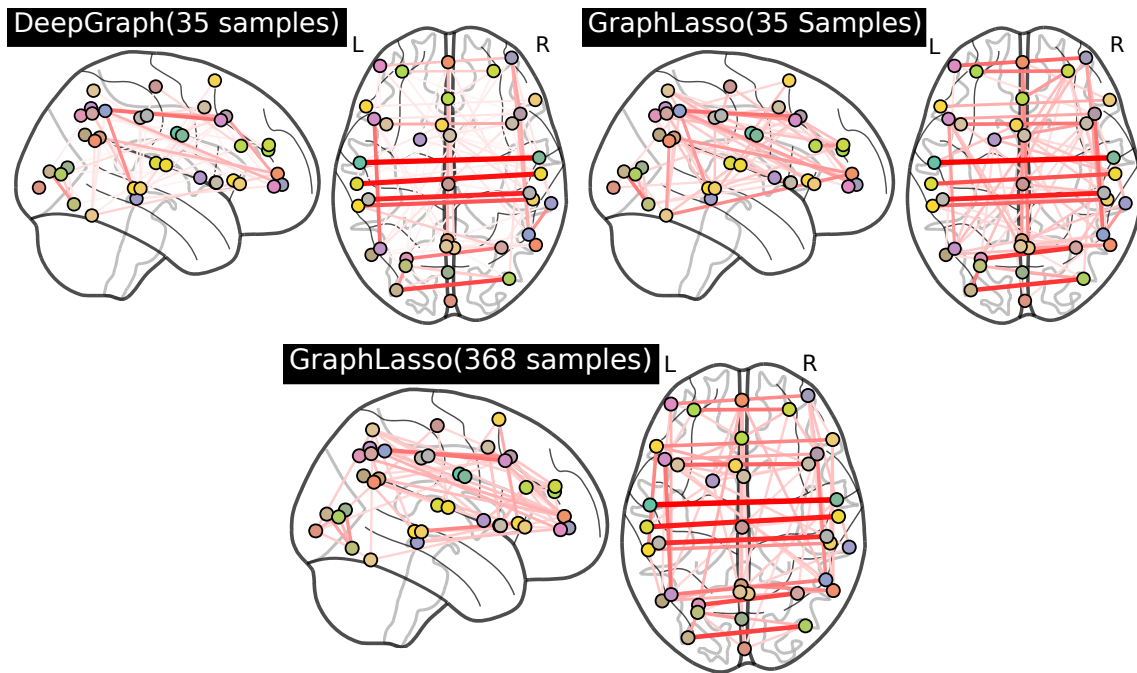 DeepGraph(35 samples)
L R
GraphLasso(35 Samples)
L R
GraphLasso(368 samples)
L R